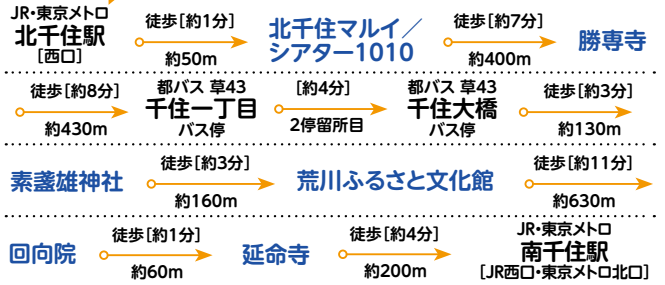 JR・東京メトロ
北千住駅
[西口]
徒歩[約1分]
約50m
北千住マルイ／
シアター1010
徒歩[約7分]
約400m
勝専寺
徒歩[約8分]
約430m
都バス 草43
千住一丁目
バス停
[約4分]
2停留所目
都バス 草43
千住大橋
バス停
徒歩[約3分]
約130m
素盞雄神社
徒歩[約3分]
約160m
荒川ふるさと文化館
徒歩[約11分]
約630m
回向院
徒歩[約1分]
約60m
延命寺
徒歩[約4分]
約200m
JR・東京メトロ
南千住駅
[JR西口・東京メトロ北口]